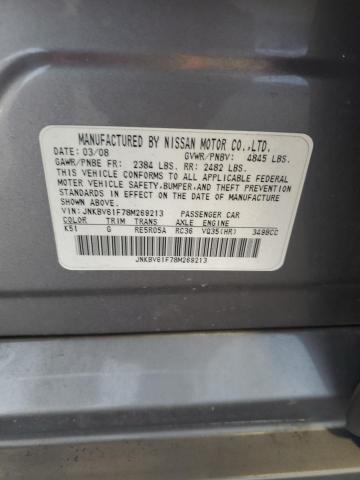 MANUFACTURED BY NISSAN MOTOR CO.,LTD.
DATE: 03/08 GVWR/PNBV: 4845 LBS.
GAWR/PNBE FR: 2384 LBS. RR: 2482 LBS.
THIS VEHICLE CONFORMS TO ALL APPLICABLE FEDERAL
MOTOR VEHICLE SAFETY,BUMPER,AND THEFT PREVENTION
STANDARDS IN EFFECT ON THE DATE OF MANUFACTURE
SHOWN ABOVE.
VIN: JNKBV61F78M269213 PASSENGER CAR
COLOR TRIM TRANS AXLE ENGINE
K51 G RE5R05A RC36 VQ35(HR) 3498CC
JNKBV61F78M269213